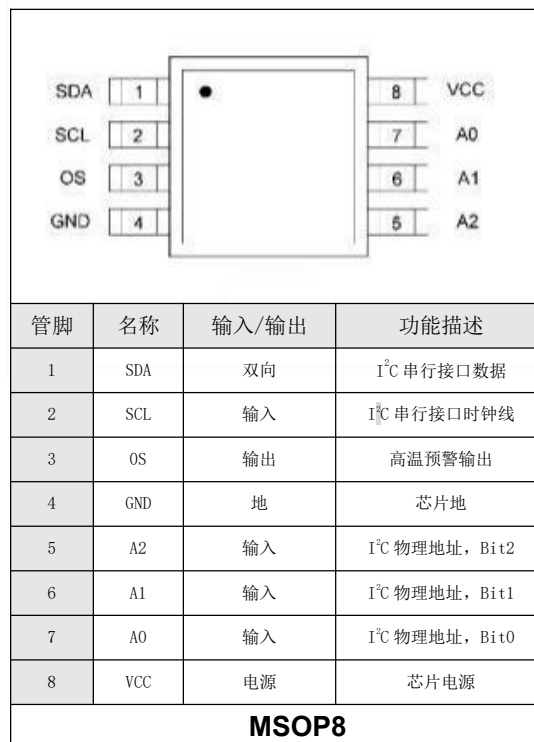 SDA 1 8 VCC
SCL 2 7 A0
OS 3 6 A1
GND 4 5 A2
管脚 名称 输入/输出 功能描述
1 SDA 双向 I²C 串行接口数据
2 SCL 输入 I²C 串行接口时钟线
3 OS 输出 高温预警输出
4 GND 地 芯片地
5 A2 输入 I²C 物理地址，Bit2
6 A1 输入 I²C 物理地址，Bit1
7 A0 输入 I²C 物理地址，Bit0
8 VCC 电源 芯片电源
MSOP8